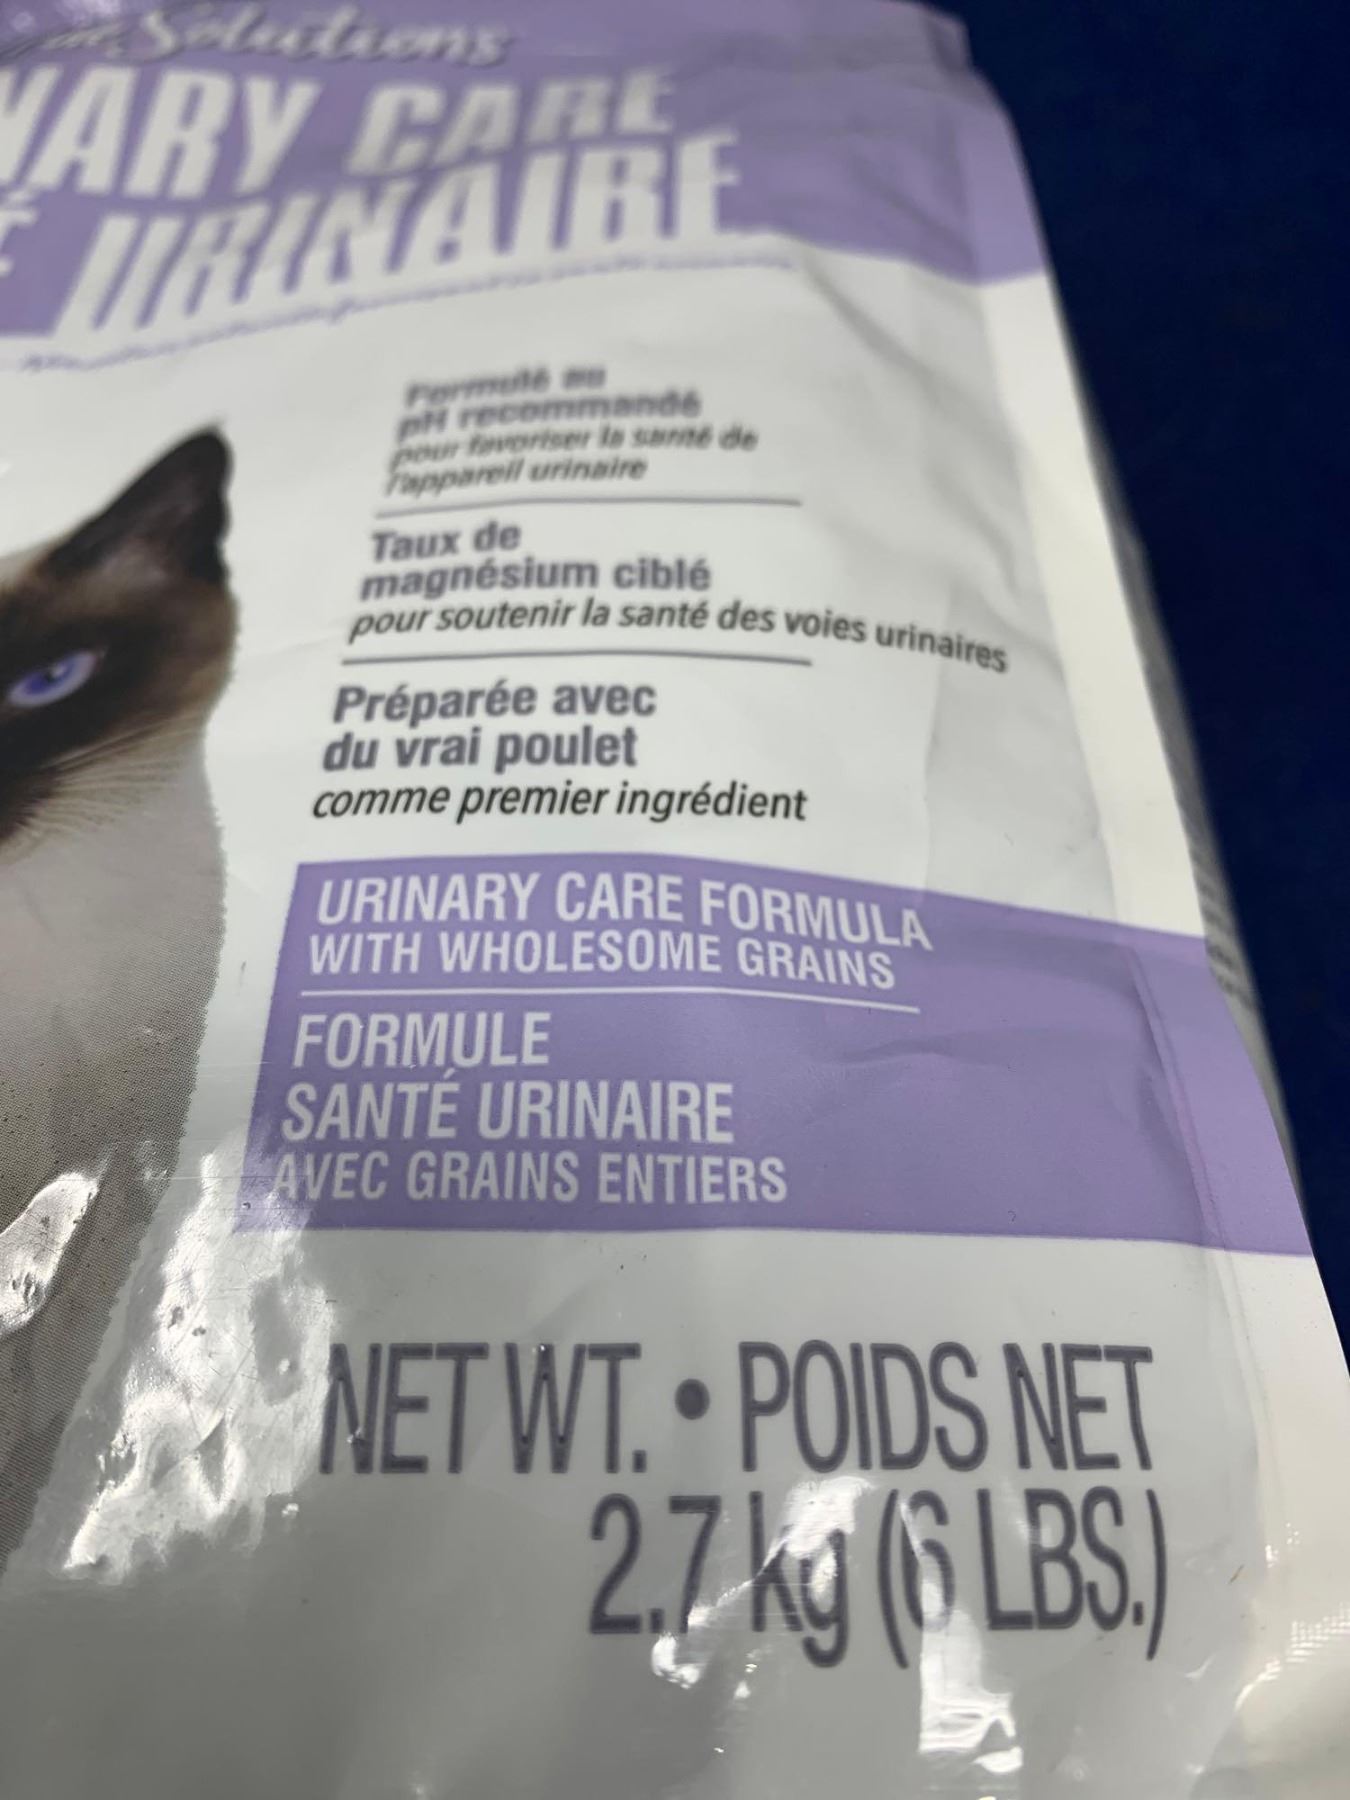 Solutions
NARY CARE
É URINAIRE
Formulé au
pH recommandé
pour favoriser la santé de
l'appareil urinaire
Taux de
magnésium ciblé
pour soutenir la santé des voies urinaires
Préparée avec
du vrai poulet
comme premier ingrédient
URINARY CARE FORMULA
WITH WHOLESOME GRAINS
FORMULE
SANTÉ URINAIRE
AVEC GRAINS ENTIERS
NET WT. • POIDS NET
2.7 kg (6 LBS.)